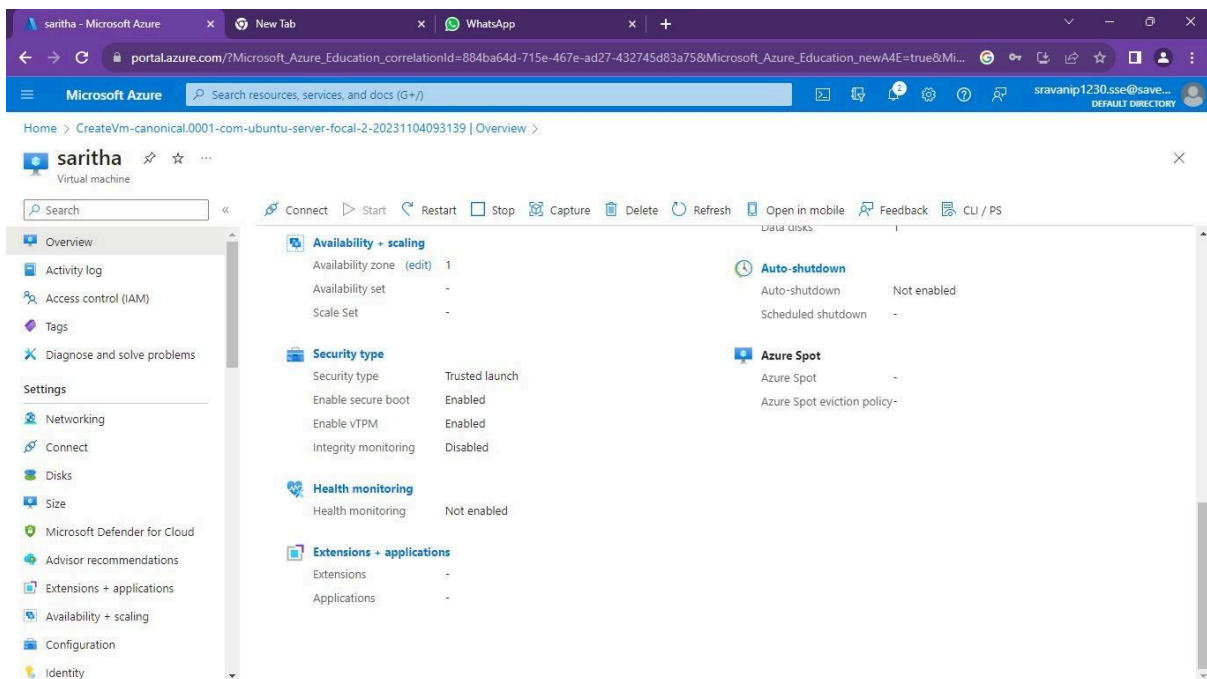 saritha - Microsoft Azure
New Tab
WhatsApp
portal.azure.com/?Microsoft_Azure_Education_correlationId=884ba64d-715e-467e-ad27-432745d83a75&Microsoft_Azure_Education_newA4E=true&Mi...
Microsoft Azure
Search resources, services, and docs (G+/)
2
sravanip1230.sse@save...
DEFAULT DIRECTORY
Home > CreateVm-canonical.0001-com-ubuntu-server-focal-2-20231104093139 | Overview >
saritha
Virtual machine
Search
«
Connect Start Restart Stop Capture Delete Refresh Open in mobile Feedback CLI / PS
Overview
Activity log
Access control (IAM)
Tags
Diagnose and solve problems
Settings
Networking
Connect
Disks
Size
Microsoft Defender for Cloud
Advisor recommendations
Extensions + applications
Availability + scaling
Configuration
Identity
Availability + scaling
Availability zone (edit) 1
Availability set -
Scale Set -
Security type
Security type Trusted launch
Enable secure boot Enabled
Enable vTPM Enabled
Integrity monitoring Disabled
Health monitoring
Health monitoring Not enabled
Extensions + applications
Extensions -
Applications -
Data disks 1
Auto-shutdown
Auto-shutdown Not enabled
Scheduled shutdown -
Azure Spot
Azure Spot -
Azure Spot eviction policy-